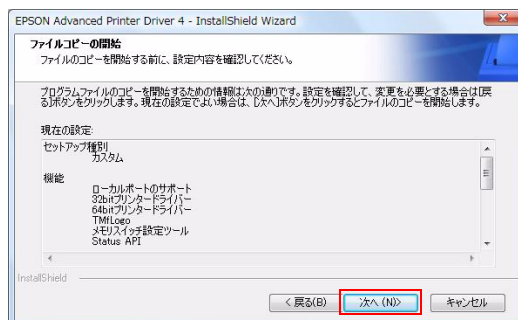 EPSON Advanced Printer Driver 4 - InstallShield Wizard
ファイルコピーの開始
ファイルのコピーを開始する前に、設定内容を確認してください。
プログラムファイルのコピーを開始するための情報は次の通りです。設定を確認して、変更を必要とする場合は[戻
る]ボタンをクリックします。現在の設定でよい場合は、[次へ]ボタンをクリックするとファイルのコピーを開始します。
現在の設定:
セットアップ種別
カスタム
機能
ローカルポートのサポート
32bitプリンタードライバー
64bitプリンタードライバー
TMfLogo
メモリスイッチ設定ツール
Status API
InstallShield
< 戻る(B)
次へ (N)>
キャンセル